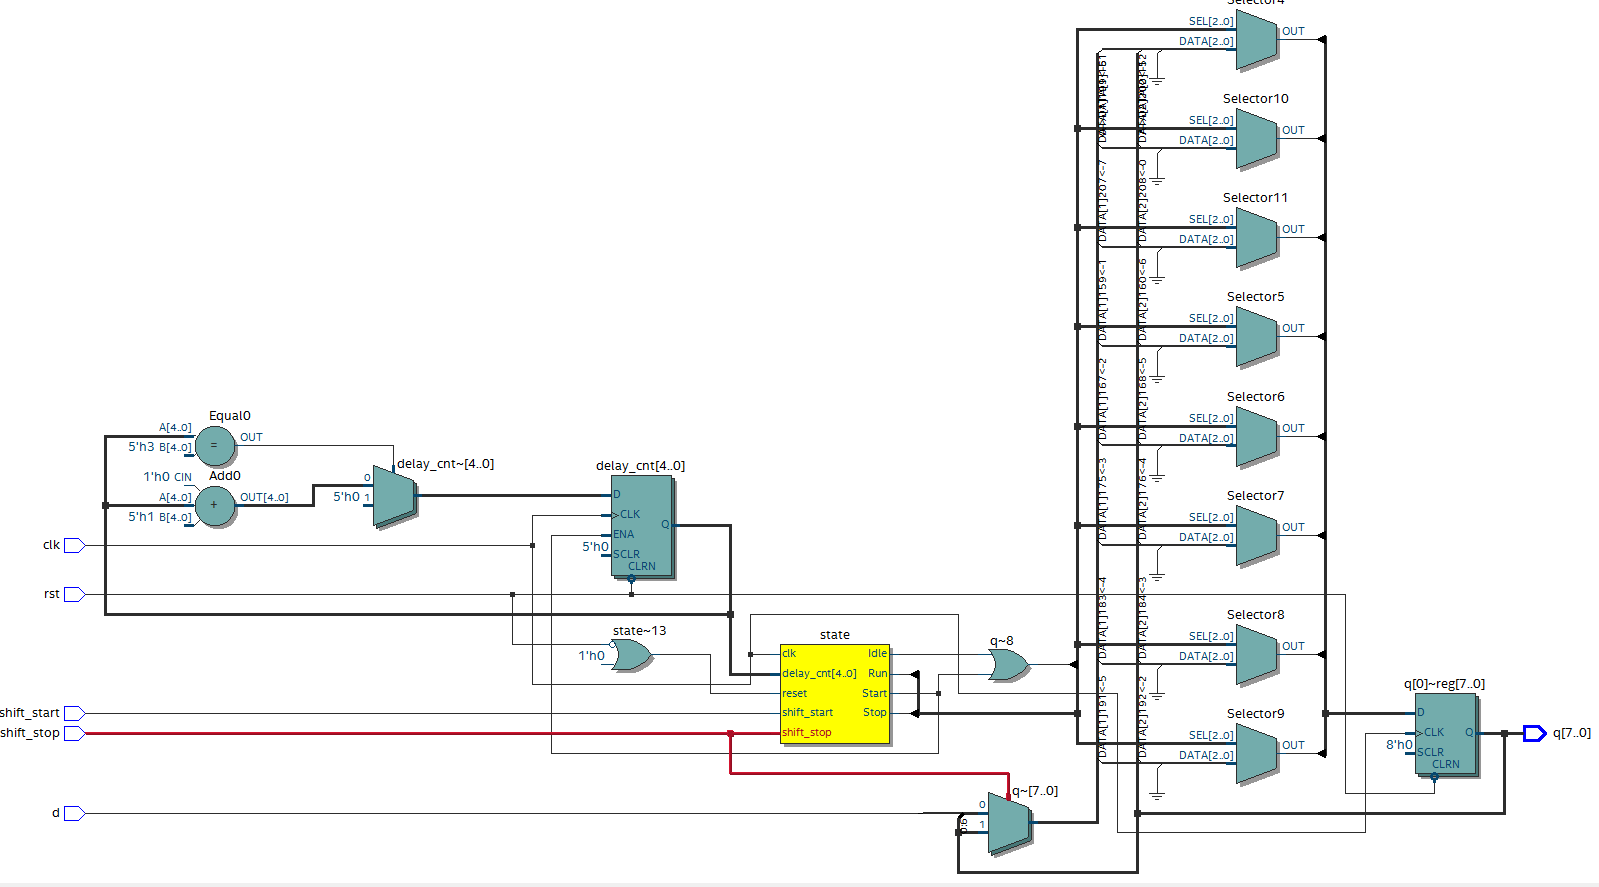 Selector4
SEL[2..0]
DATA[2..0]
OUT
Selector10
SEL[2..0]
DATA[2..0]
OUT
DATA[1]207<-7
DATA[2]208<-0
Selector11
SEL[2..0]
DATA[2..0]
OUT
DATA[1]159<-1
DATA[2]160<-6
Selector5
SEL[2..0]
DATA[2..0]
OUT
DATA[1]167<-2
DATA[2]168<-5
Selector6
SEL[2..0]
DATA[2..0]
OUT
DATA[1]175<-3
DATA[2]176<-4
Selector7
SEL[2..0]
DATA[2..0]
OUT
DATA[1]183<-4
DATA[2]184<-3
Selector8
SEL[2..0]
DATA[2..0]
OUT
DATA[1]191<-5
DATA[2]192<-2
Selector9
SEL[2..0]
DATA[2..0]
OUT
Equal0
A[4..0]
5'h3 B[4..0]
=
OUT
Add0
1'h0 CIN
A[4..0]
5'h1 B[4..0]
+
OUT[4..0]
delay_cnt~[4..0]
0
5'h0 1
delay_cnt[4..0]
D
CLK
ENA
5'h0
SCLR
CLRN
Q
clk
rst
state~13
1'h0
state
clk
delay_cnt[4..0]
reset
shift_start
shift_stop
Idle
Run
Start
Stop
q~8
shift_start
shift_stop
d
q~[7..0]
0
1
q[0]~reg[7..0]
D
CLK
8'h0
SCLR
CLRN
Q
q[7..0]